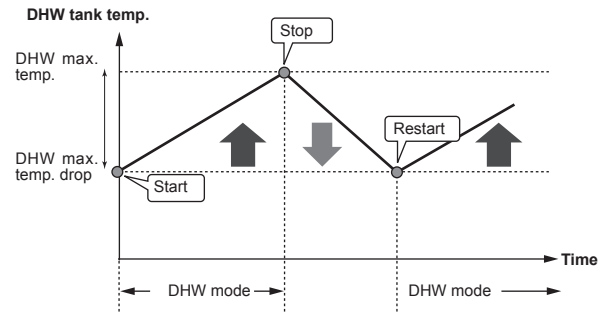 DHW tank temp.
Stop
DHW max.
temp.
Restart
DHW max.
temp. drop
Start
Time
DHW mode
DHW mode